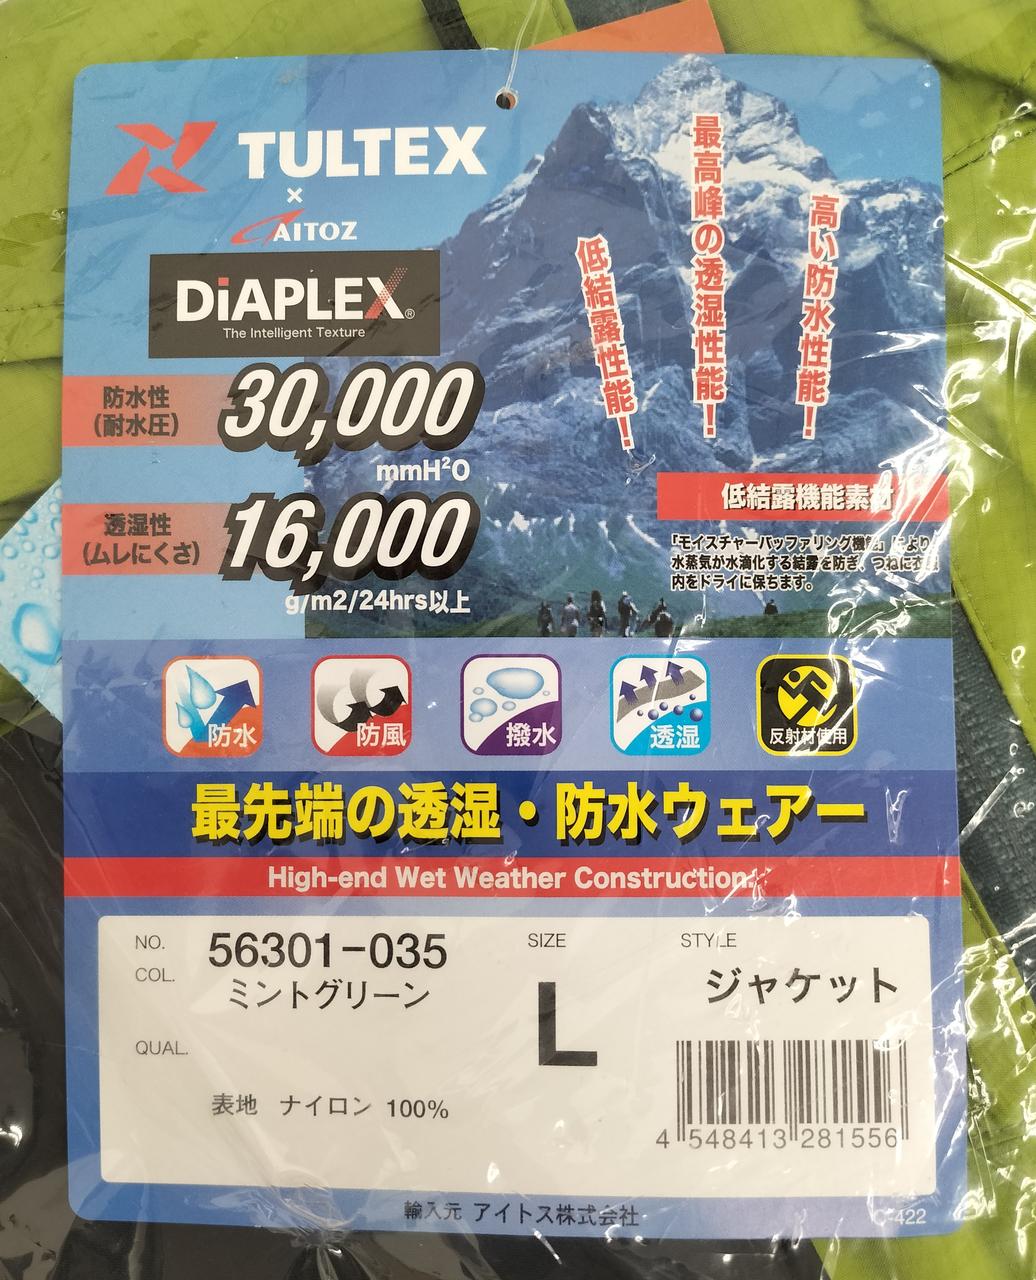 TULTEX
×
AITOZ
DiAPLEX®
The Intelligent Texture
防水性
(耐水圧)
30,000
mmH²O
透湿性
(ムレにくさ)
16,000
g/m2/24hrs以上
低結露性能!
最高峰の透湿性能!
高い防水性能!
低結露機能素材
「モイスチャーバッファリング機能」により
水蒸気が水滴化する結露を防ぎ、つねに衣服
内をドライに保ちます。
防水
防風
撥水
透湿
反射材使用
最先端の透湿・防水ウェアー
High-end Wet Weather Construction.
NO. 56301-035
COL. ミントグリーン
SIZE
L
STYLE
ジャケット
QUAL.
表地 ナイロン 100%
4 548413 281556
輸入元 アイトス株式会社
-422